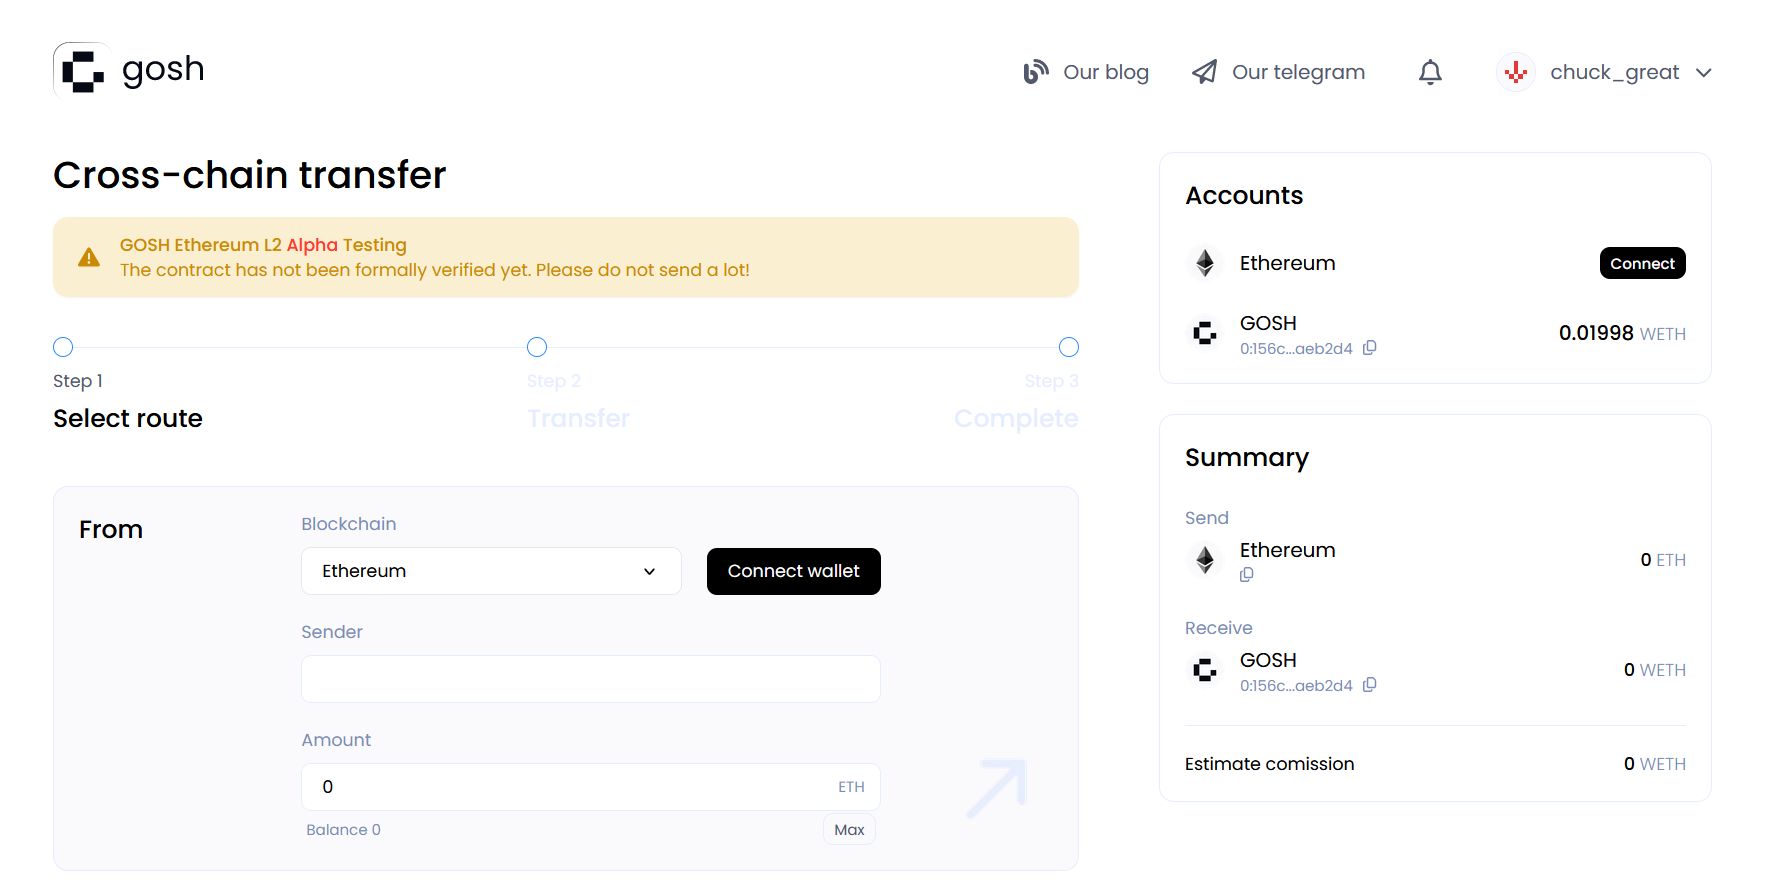 gosh
Our blog
Our telegram
chuck_great
Cross-chain transfer
GOSH Ethereum L2 Alpha Testing
The contract has not been formally verified yet. Please do not send a lot!
Step 1
Step 2
Step 3
Select route
Transfer
Complete
From
Blockchain
Ethereum
Connect wallet
Sender
Amount
0 ETH
Balance 0
Max
Accounts
Ethereum
Connect
GOSH
0:156c...aeb2d4
0.01998 WETH
Summary
Send
Ethereum
0 ETH
Receive
GOSH
0:156c...aeb2d4
0 WETH
Estimate comission
0 WETH